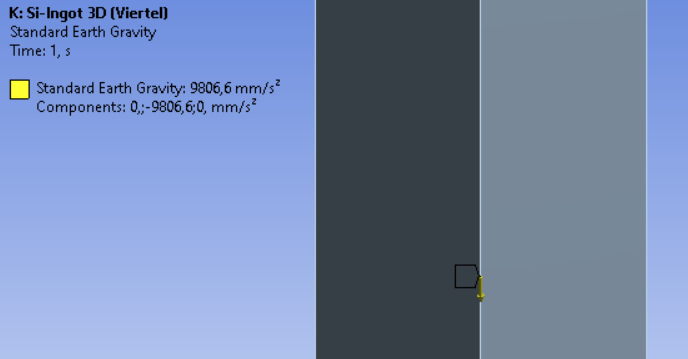 K: Si-Ingot 3D (Viertel)
Standard Earth Gravity
Time: 1, s
Standard Earth Gravity: 9806,6 mm/s²
Components: 0,;-9806,6;0, mm/s²